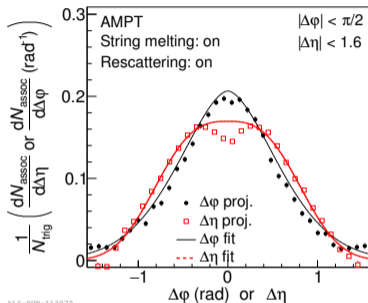 AMPT
String melting: on
Rescattering: on
|Δφ| < π/2
|Δη| < 1.6
1/N_trig (dN_assoc/dΔη or dN_assoc/dΔφ (rad⁻¹))
0.3
0.2
0.1
0
Δφ proj.
Δη proj.
Δφ fit
Δη fit
−1 0 1
Δφ (rad) or Δη